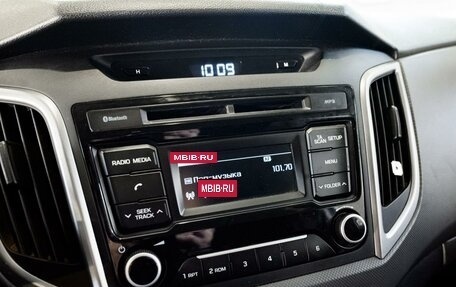 H 10:09 M
Bluetooth MP3
RADIO MEDIA
TA SCAN SETUP
MBIB.RU
101.70
MENU
MBIB.RU
FOLDER
SEEK TRACK
1 RPT 2 RDM 3 4 5 6